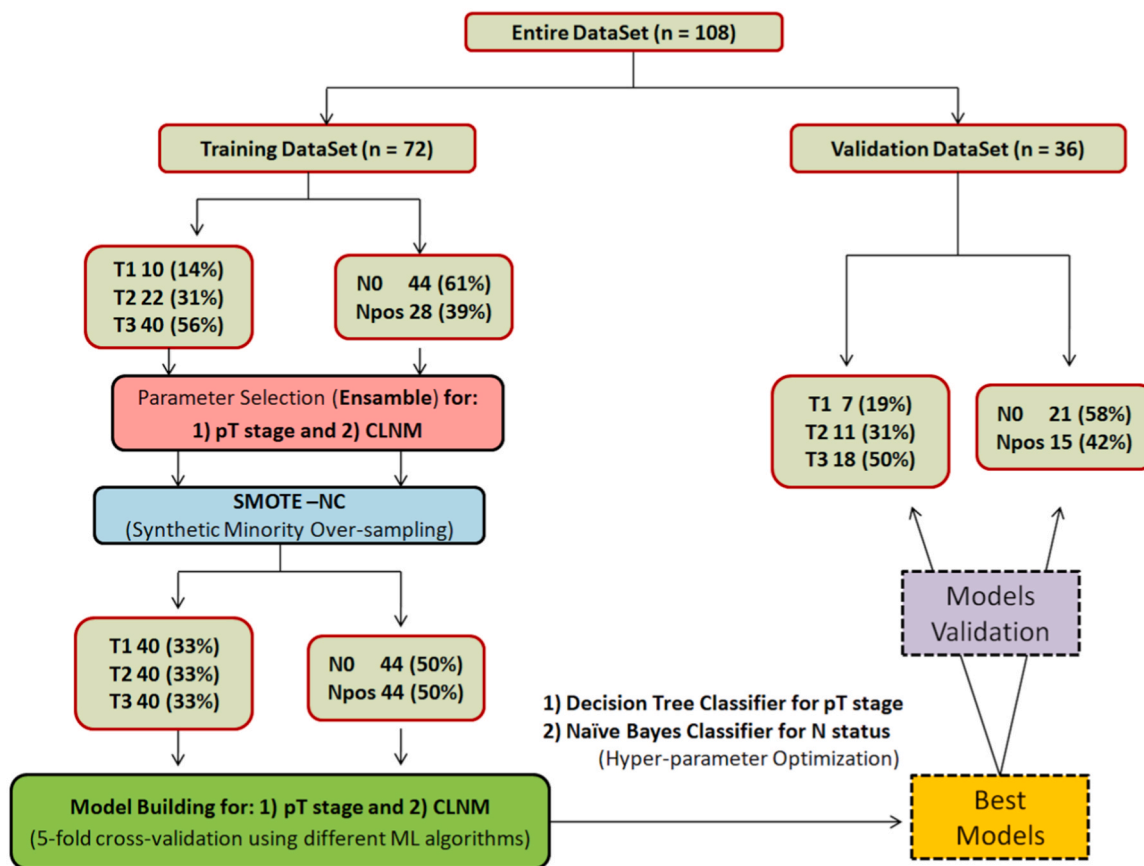 Entire DataSet (n = 108)
Training DataSet (n = 72)
Validation DataSet (n = 36)
T1 10 (14%)
T2 22 (31%)
T3 40 (56%)
N0 44 (61%)
Npos 28 (39%)
Parameter Selection (Ensamble) for:
1) pT stage and 2) CLNM
SMOTE –NC
(Synthetic Minority Over-sampling)
T1 40 (33%)
T2 40 (33%)
T3 40 (33%)
N0 44 (50%)
Npos 44 (50%)
Model Building for: 1) pT stage and 2) CLNM
(5-fold cross-validation using different ML algorithms)
1) Decision Tree Classifier for pT stage
2) Naïve Bayes Classifier for N status
(Hyper-parameter Optimization)
Best
Models
Models
Validation
T1 7 (19%)
T2 11 (31%)
T3 18 (50%)
N0 21 (58%)
Npos 15 (42%)